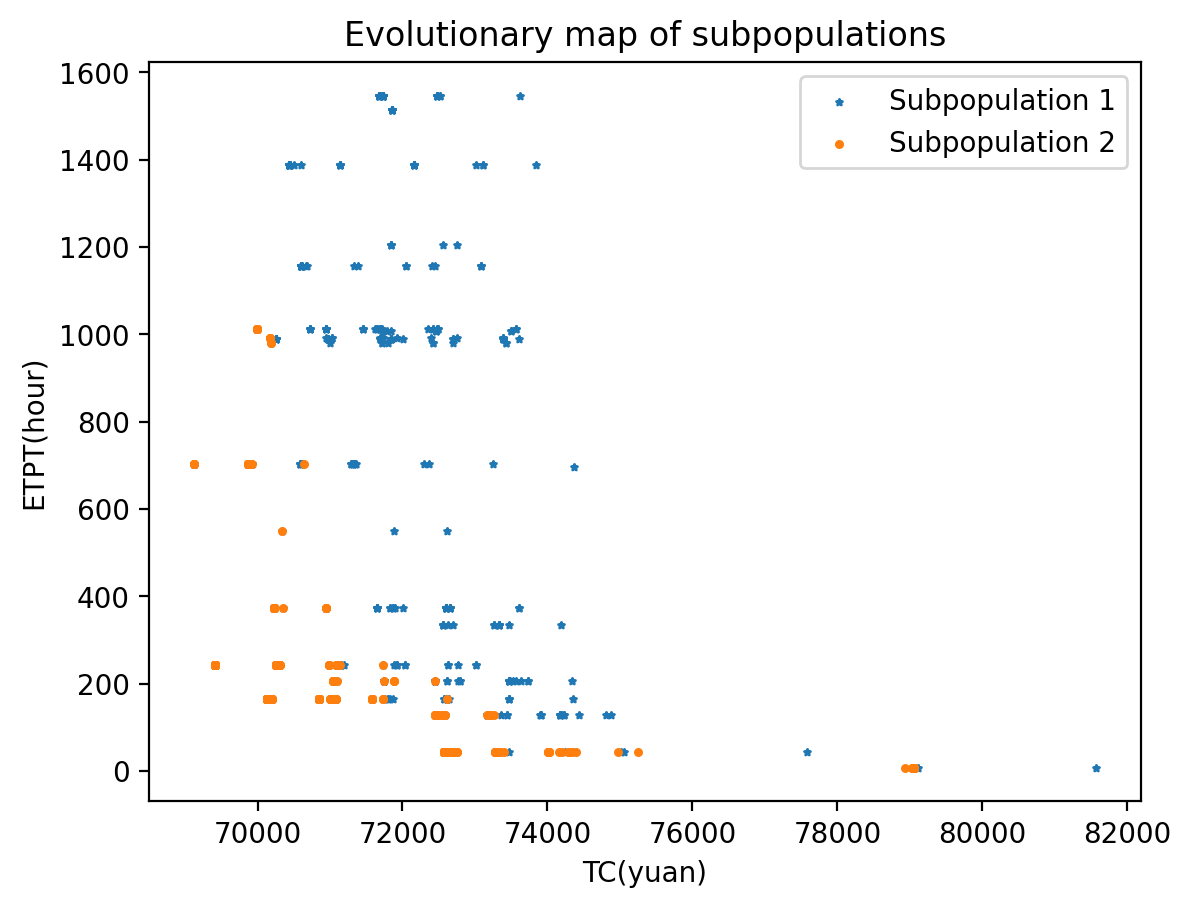 Evolutionary map of subpopulations
1600
1400
1200
1000
800
600
400
200
0
ETPT(hour)
Subpopulation 1
Subpopulation 2
70000 72000 74000 76000 78000 80000 82000
TC(yuan)